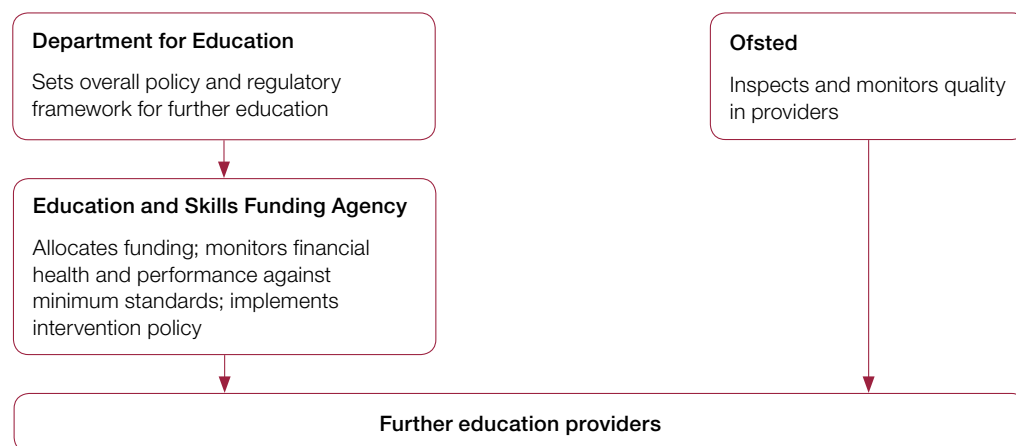 Department for Education
Sets overall policy and regulatory
framework for further education
Ofsted
Inspects and monitors quality
in providers
Education and Skills Funding Agency
Allocates funding; monitors financial
health and performance against
minimum standards; implements
intervention policy
Further education providers